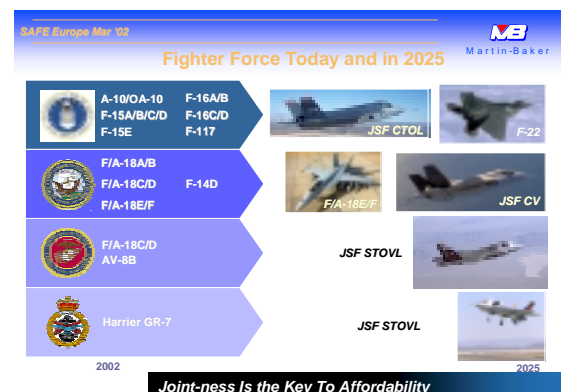 SAFE Europe Mar '02
MB
Martin-Baker
Fighter Force Today and in 2025
A-10/OA-10 F-16A/B
F-15A/B/C/D F-16C/D
F-15E F-117
JSF CTOL
F-22
F/A-18A/B
F/A-18C/D F-14D
F/A-18E/F
F/A-18E/F
JSF CV
F/A-18C/D
AV-8B
JSF STOVL
Harrier GR-7
JSF STOVL
2002
2025
Joint-ness Is the Key To Affordability